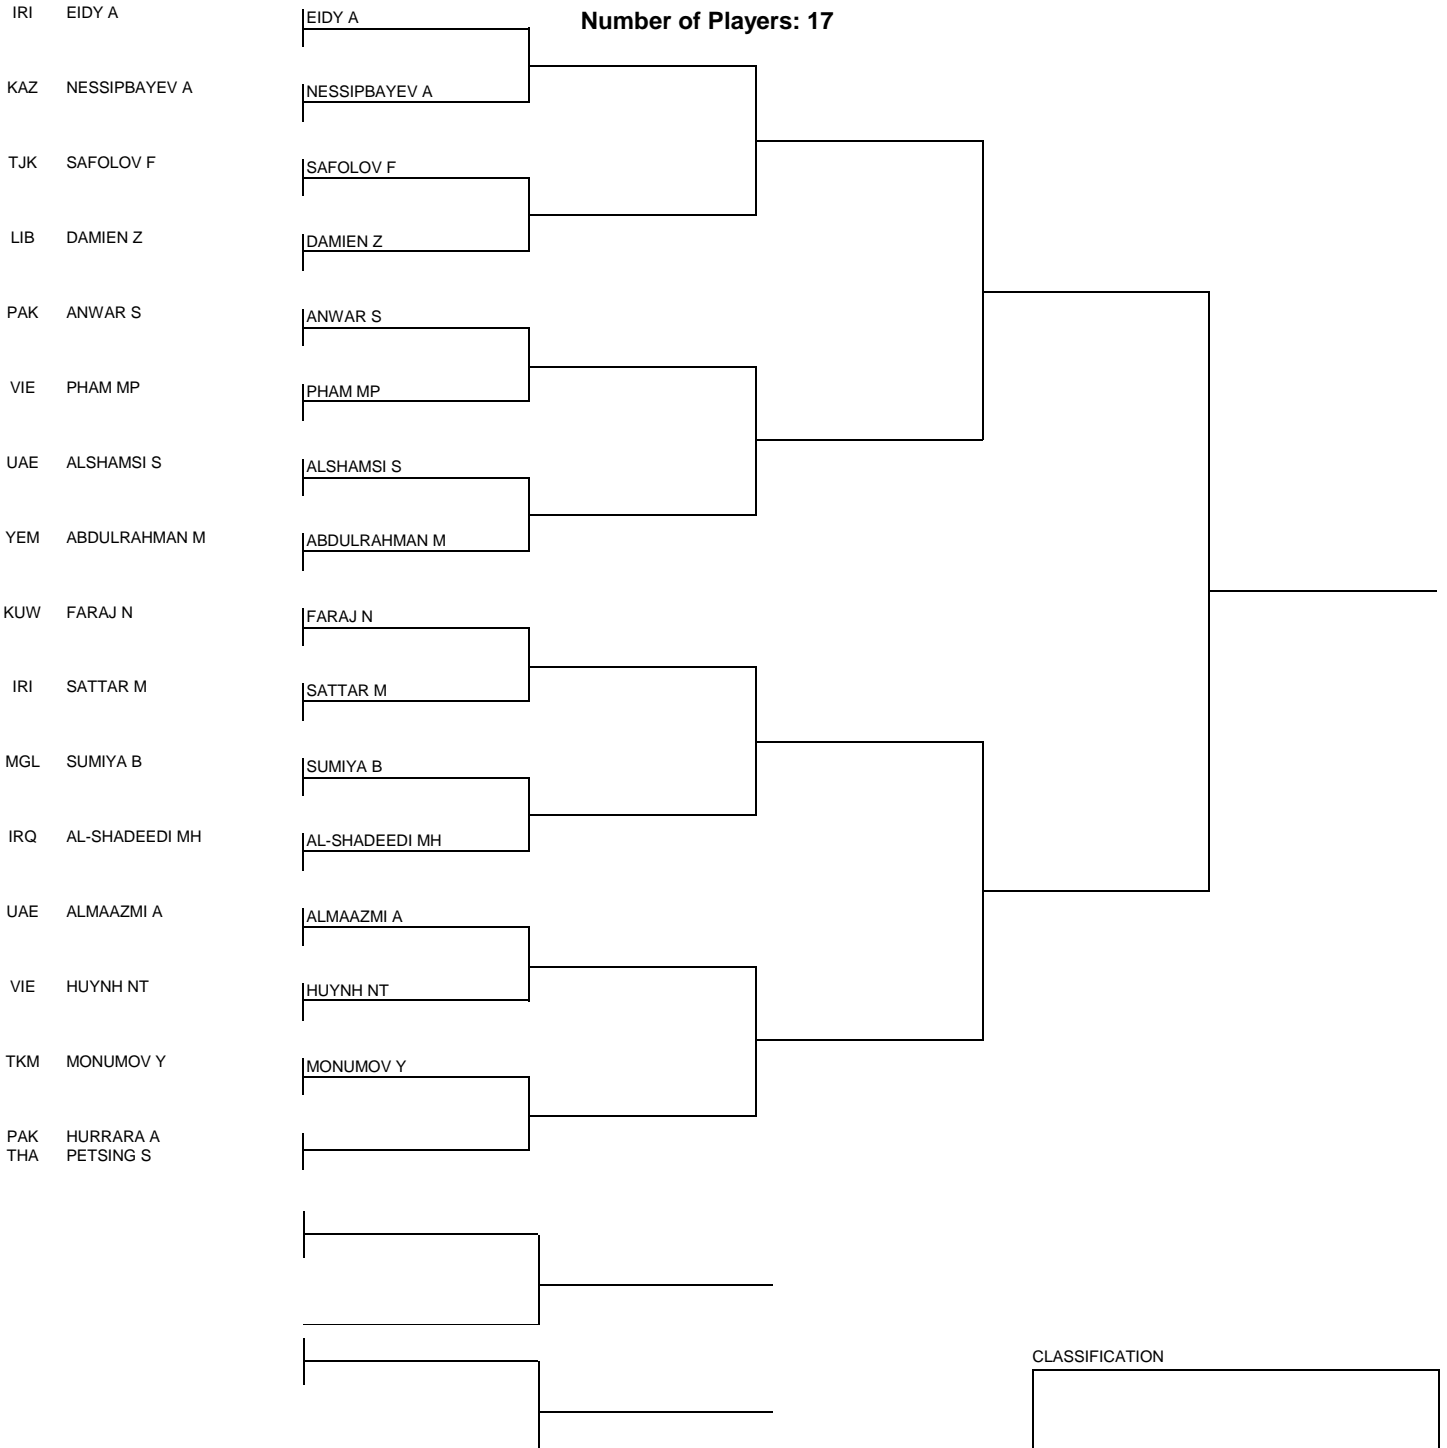 Number of Players: 17
IRI EIDY A EIDY A
KAZ NESSIPBAYEV A NESSIPBAYEV A
TJK SAFOLOV F SAFOLOV F
LIB DAMIEN Z DAMIEN Z
PAK ANWAR S ANWAR S
VIE PHAM MP PHAM MP
UAE ALSHAMSI S ALSHAMSI S
YEM ABDULRAHMAN M ABDULRAHMAN M
KUW FARAJ N FARAJ N
IRI SATTAR M SATTAR M
MGL SUMIYA B SUMIYA B
IRQ AL-SHADEEDI MH AL-SHADEEDI MH
UAE ALMAAZMI A ALMAAZMI A
VIE HUYNH NT HUYNH NT
TKM MONUMOV Y MONUMOV Y
PAK HURRARA A
THA PETSING S
CLASSIFICATION